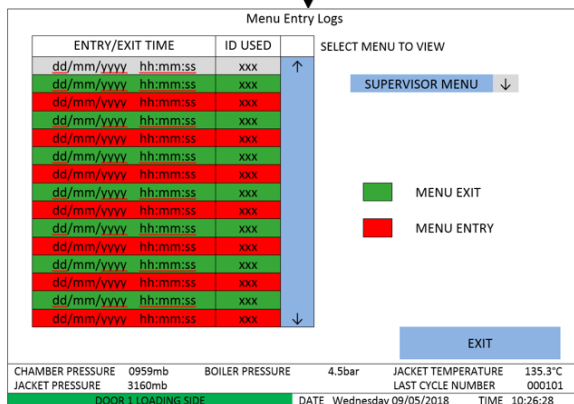 Menu Entry Logs
ENTRY/EXIT TIME ID USED SELECT MENU TO VIEW
dd/mm/yyyy hh:mm:ss xxx ↑
dd/mm/yyyy hh:mm:ss xxx SUPERVISOR MENU ↓
dd/mm/yyyy hh:mm:ss xxx
dd/mm/yyyy hh:mm:ss xxx
dd/mm/yyyy hh:mm:ss xxx
dd/mm/yyyy hh:mm:ss xxx
dd/mm/yyyy hh:mm:ss xxx
dd/mm/yyyy hh:mm:ss xxx MENU EXIT
dd/mm/yyyy hh:mm:ss xxx
dd/mm/yyyy hh:mm:ss xxx MENU ENTRY
dd/mm/yyyy hh:mm:ss xxx
dd/mm/yyyy hh:mm:ss xxx
dd/mm/yyyy hh:mm:ss xxx
dd/mm/yyyy hh:mm:ss xxx
dd/mm/yyyy hh:mm:ss xxx ↓
EXIT
CHAMBER PRESSURE 0959mb BOILER PRESSURE 4.5bar JACKET TEMPERATURE 135.3°C
JACKET PRESSURE 3160mb LAST CYCLE NUMBER 000101
DOOR 1 LOADING SIDE DATE Wednesday 09/05/2018 TIME 10:26:28